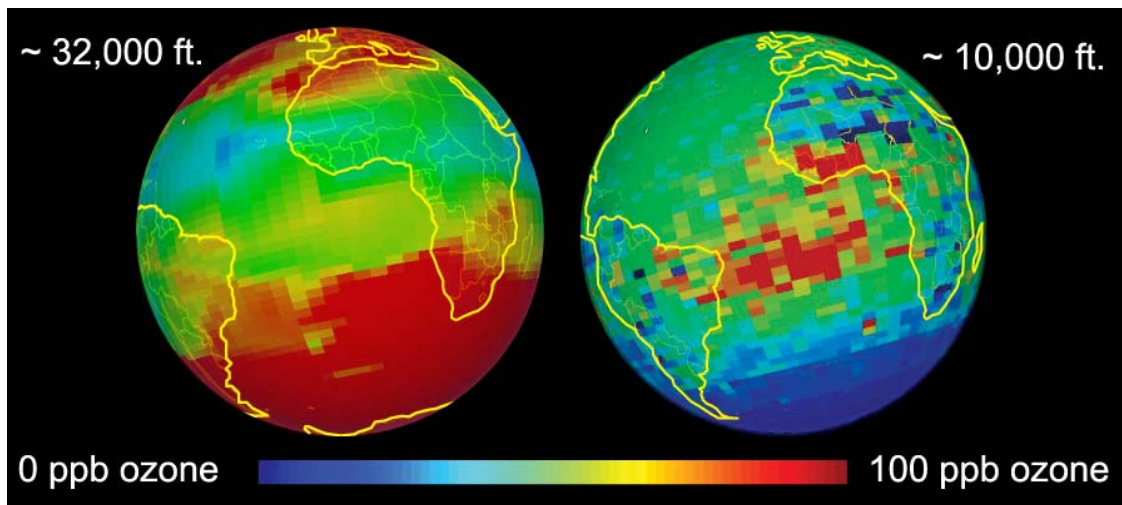 ~ 32,000 ft.
~ 10,000 ft.
0 ppb ozone
100 ppb ozone